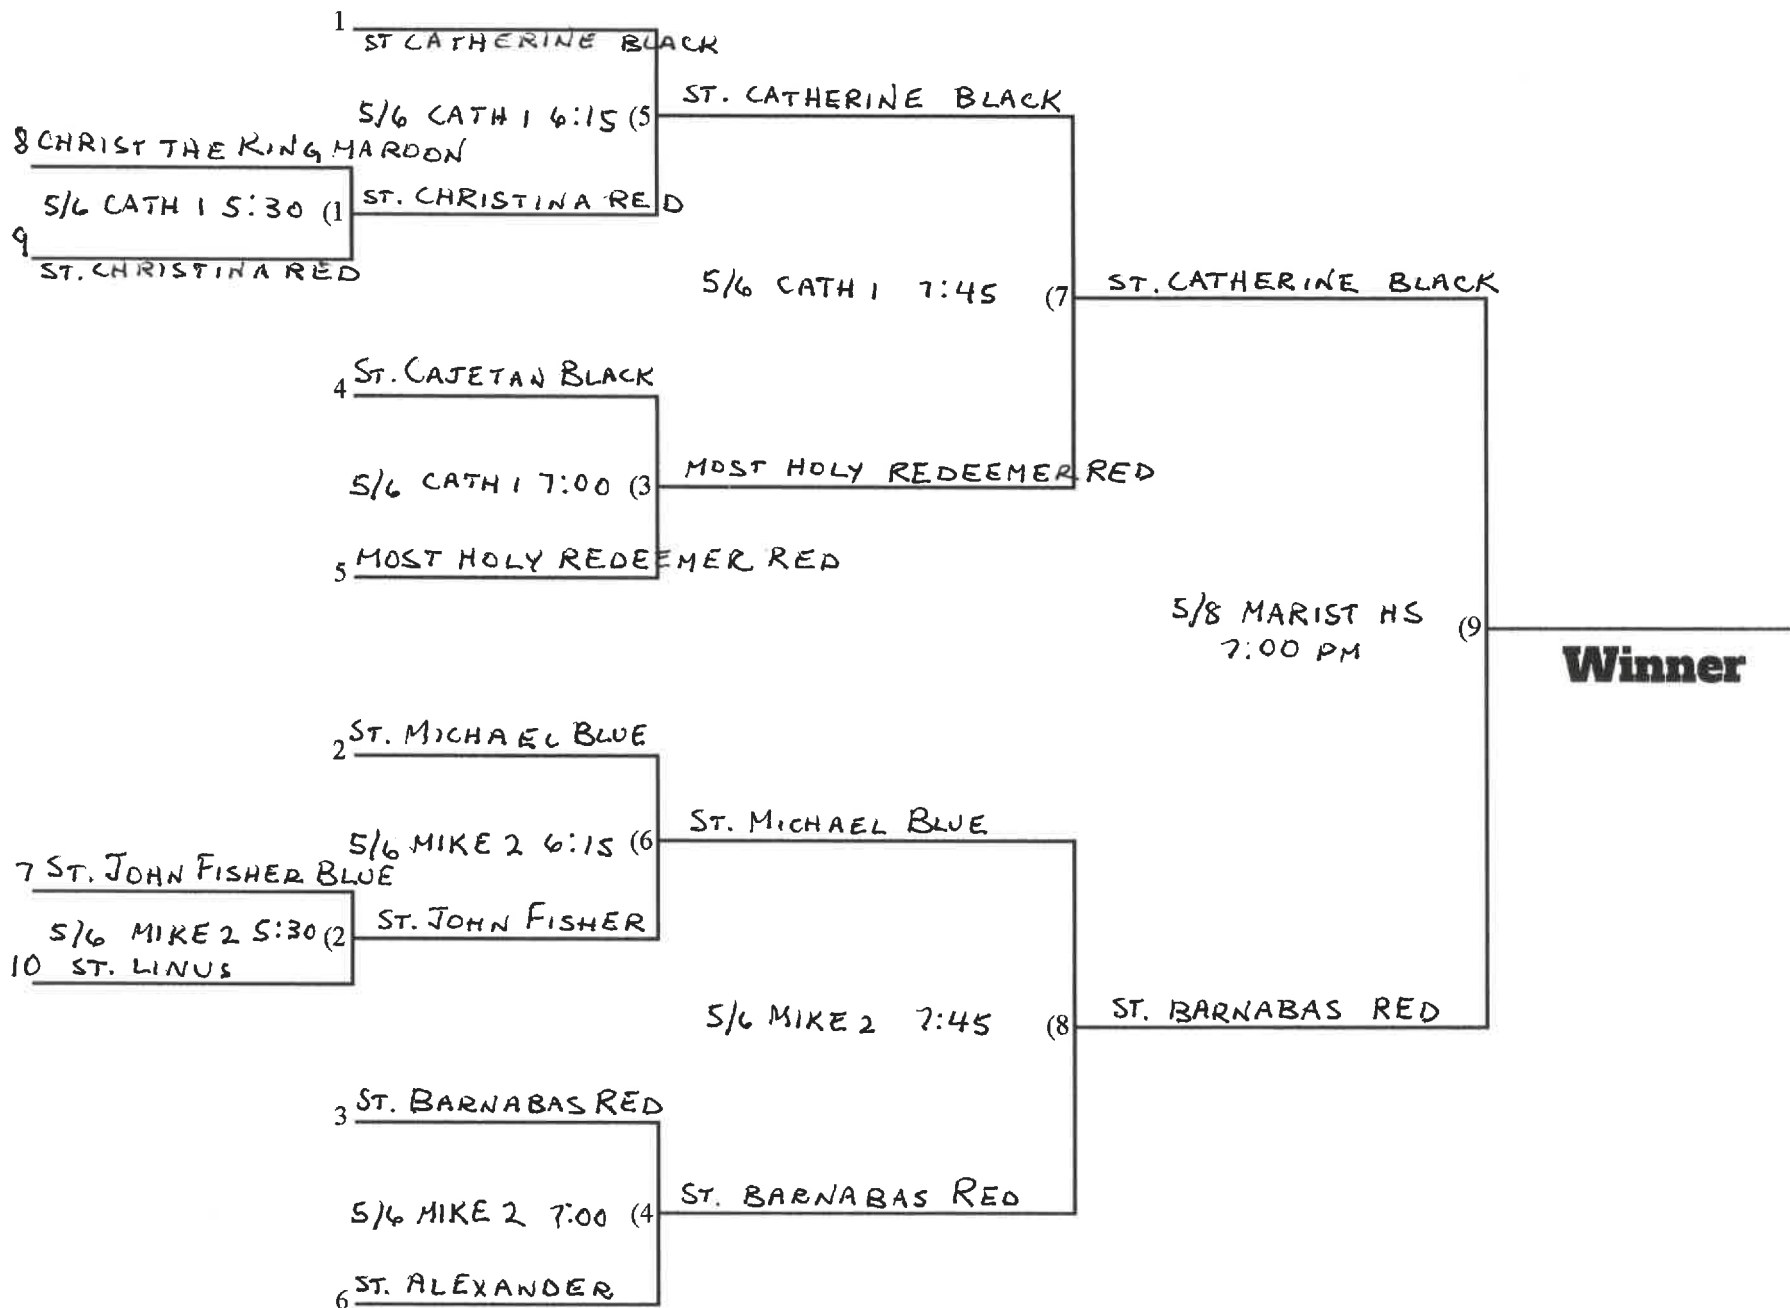 1
ST CATHERINE BLACK
ST. CATHERINE BLACK
5/6 CATH 1 6:15 (5
8 CHRIST THE KING MAROON
5/6 CATH 1 5:30 (1
ST. CHRISTINA RED
9
ST. CHRISTINA RED
5/6 CATH 1 7:45 (7
ST. CATHERINE BLACK
4 ST. CAJETAN BLACK
5/6 CATH 1 7:00 (3
MOST HOLY REDEEMER RED
5 MOST HOLY REDEEMER RED
5/8 MARIST HS (9
7:00 PM
Winner
2 ST. MICHAEL BLUE
ST. MICHAEL BLUE
5/6 MIKE 2 6:15 (6
7 ST. JOHN FISHER BLUE
5/6 MIKE 2 5:30 (2
ST. JOHN FISHER
10 ST. LINUS
5/6 MIKE 2 7:45 (8
ST. BARNABAS RED
3 ST. BARNABAS RED
5/6 MIKE 2 7:00 (4
ST. BARNABAS RED
6 ST. ALEXANDER